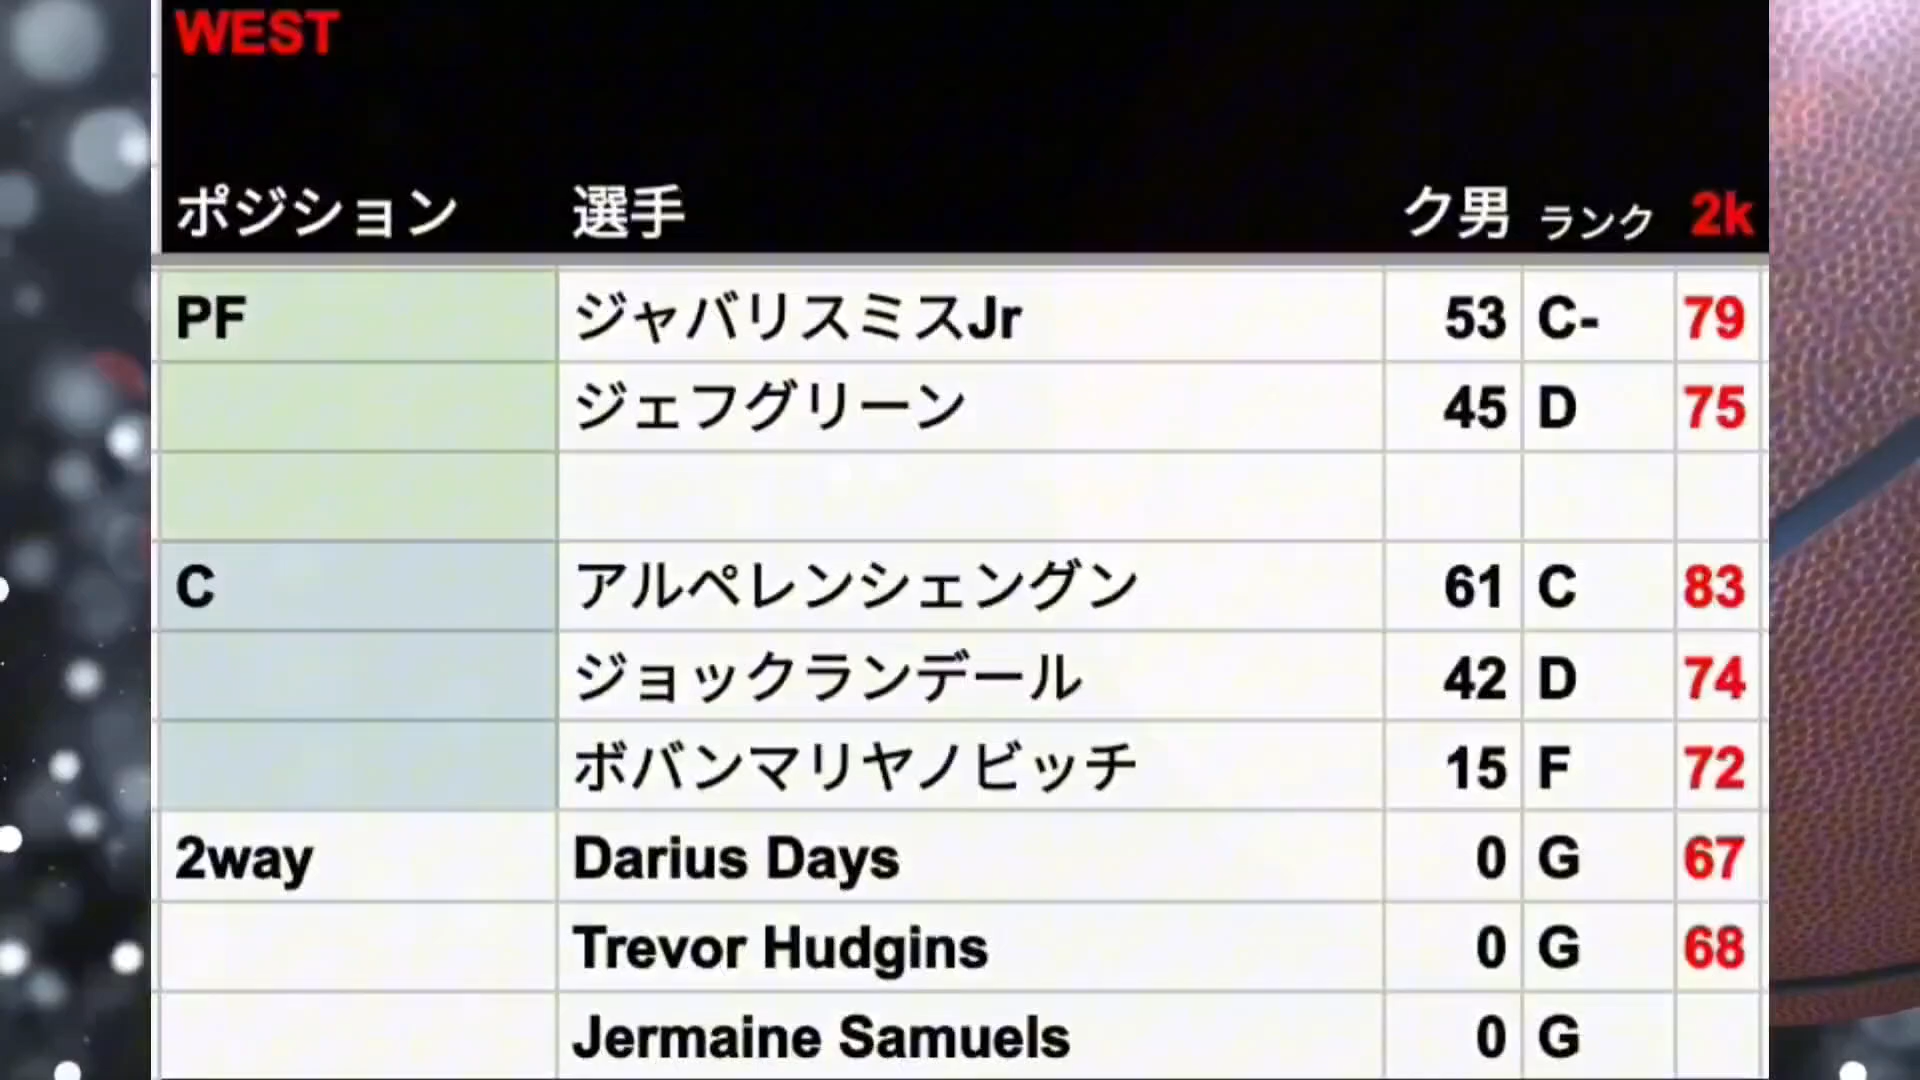 WEST
ポジション 選手 ク男 ランク 2k
PF ジャバリスミスJr 53 C- 79
ジェフグリーン 45 D 75
C アルペレンシェングン 61 C 83
ジョックランデール 42 D 74
ボバンマリヤノビッチ 15 F 72
2way Darius Days 0 G 67
Trevor Hudgins 0 G 68
Jermaine Samuels 0 G